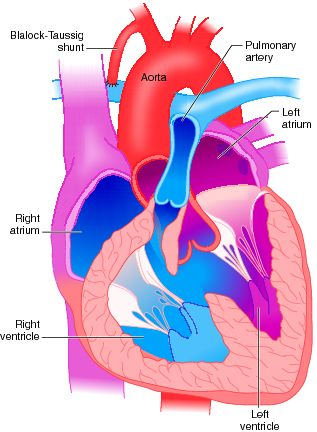 Blalock-Taussig
shunt
Aorta
Pulmonary
artery
Left
atrium
Right
atrium
Right
ventricle
Left
ventricle